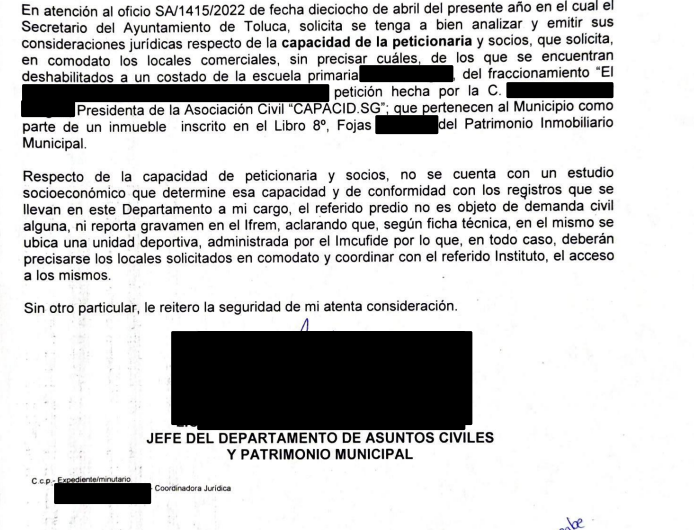 En atención al oficio SA/1415/2022 de fecha dieciocho de abril del presente año en el cual el
Secretario del Ayuntamiento de Toluca, solicita se tenga a bien analizar y emitir sus
consideraciones jurídicas respecto de la capacidad de la peticionaria y socios, que solicita,
en comodato los locales comerciales, sin precisar cuáles, de los que se encuentran
deshabilitados a un costado de la escuela primaria , del fraccionamiento "El
petición hecha por la C.
Presidenta de la Asociación Civil "CAPACID.SG"; que pertenecen al Municipio como
parte de un inmueble inscrito en el Libro 8º, Fojas del Patrimonio Inmobiliario
Municipal.
Respecto de la capacidad de peticionaria y socios, no se cuenta con un estudio
socioeconómico que determine esa capacidad y de conformidad con los registros que se
llevan en este Departamento a mi cargo, el referido predio no es objeto de demanda civil
alguna, ni reporta gravamen en el Ifrem, aclarando que, según ficha técnica, en el mismo se
ubica una unidad deportiva, administrada por el Imcufide por lo que, en todo caso, deberán
precisarse los locales solicitados en comodato y coordinar con el referido Instituto, el acceso
a los mismos.
Sin otro particular, le reitero la seguridad de mi atenta consideración.
JEFE DEL DEPARTAMENTO DE ASUNTOS CIVILES
Y PATRIMONIO MUNICIPAL
C.c.p.- Expediente/minutario
- Coordinadora Jurídica